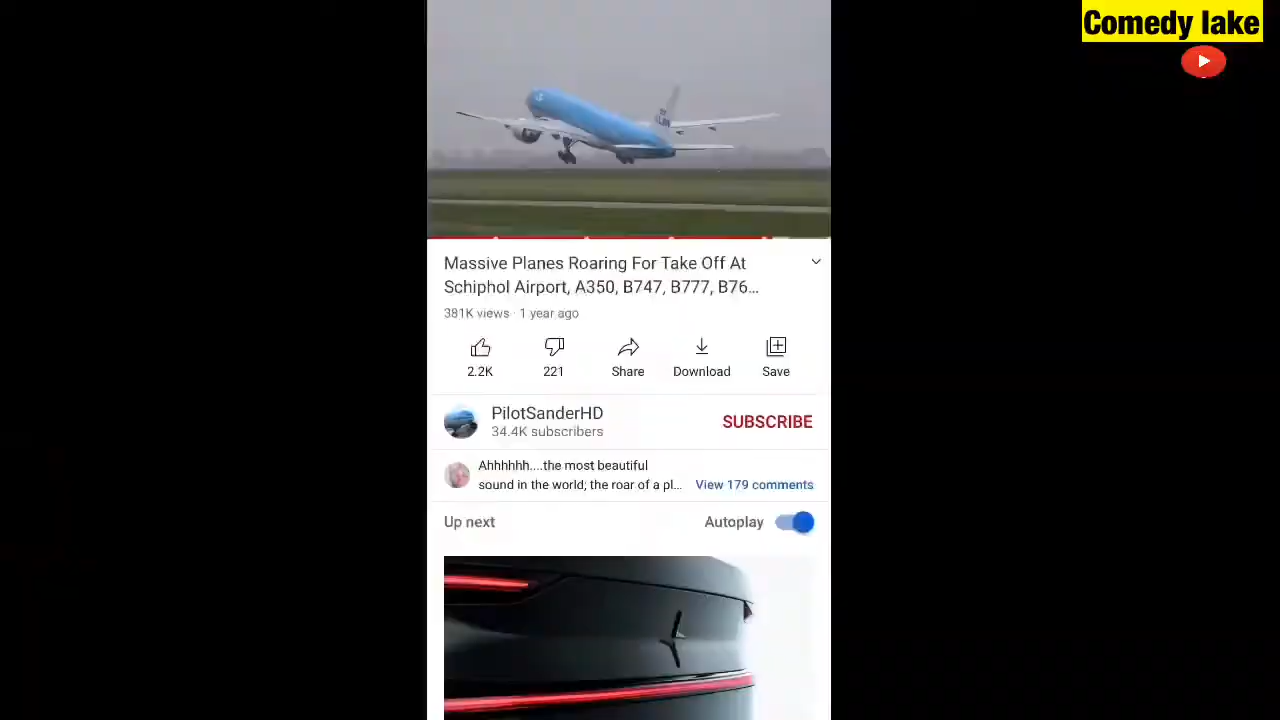 Comedy lake
Massive Planes Roaring For Take Off At
Schiphol Airport, A350, B747, B777, B76...
381K views · 1 year ago
2.2K
221
Share
Download
Save
PilotSanderHD
34.4K subscribers
SUBSCRIBE
Ahhhhhh....the most beautiful
sound in the world; the roar of a pl...
View 179 comments
Up next
Autoplay